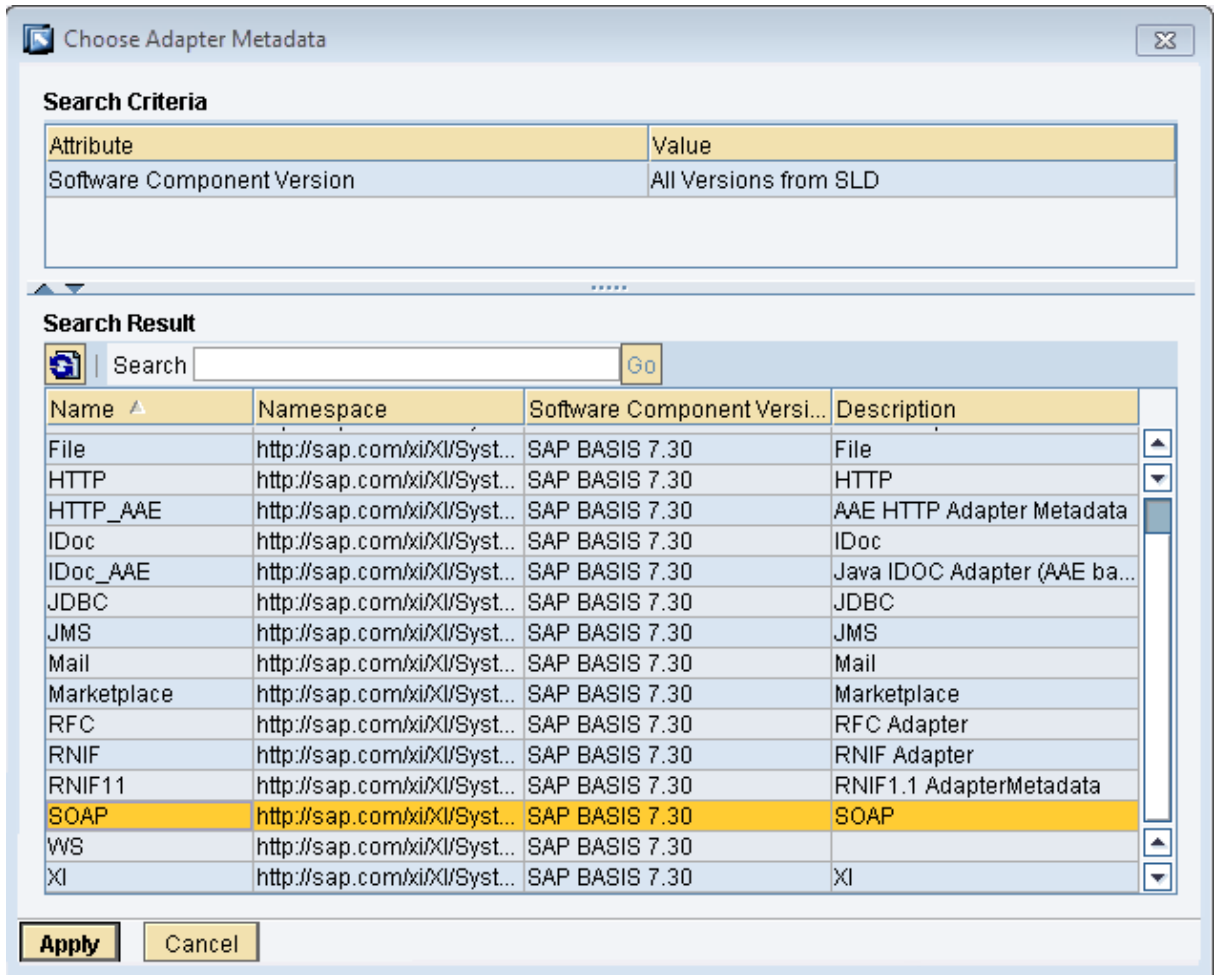 Choose Adapter Metadata
Search Criteria
Attribute Value
Software Component Version All Versions from SLD
Search Result
Search Go
Name Namespace Software Component Versi... Description
File http://sap.com/xi/XI/Syst... SAP BASIS 7.30 File
HTTP http://sap.com/xi/XI/Syst... SAP BASIS 7.30 HTTP
HTTP_AAE http://sap.com/xi/XI/Syst... SAP BASIS 7.30 AAE HTTP Adapter Metadata
IDoc http://sap.com/xi/XI/Syst... SAP BASIS 7.30 IDoc
IDoc_AAE http://sap.com/xi/XI/Syst... SAP BASIS 7.30 Java IDOC Adapter (AAE ba...
JDBC http://sap.com/xi/XI/Syst... SAP BASIS 7.30 JDBC
JMS http://sap.com/xi/XI/Syst... SAP BASIS 7.30 JMS
Mail http://sap.com/xi/XI/Syst... SAP BASIS 7.30 Mail
Marketplace http://sap.com/xi/XI/Syst... SAP BASIS 7.30 Marketplace
RFC http://sap.com/xi/XI/Syst... SAP BASIS 7.30 RFC Adapter
RNIF http://sap.com/xi/XI/Syst... SAP BASIS 7.30 RNIF Adapter
RNIF11 http://sap.com/xi/XI/Syst... SAP BASIS 7.30 RNIF1.1 AdapterMetadata
SOAP http://sap.com/xi/XI/Syst... SAP BASIS 7.30 SOAP
WS http://sap.com/xi/XI/Syst... SAP BASIS 7.30
XI http://sap.com/xi/XI/Syst... SAP BASIS 7.30 XI
Apply Cancel